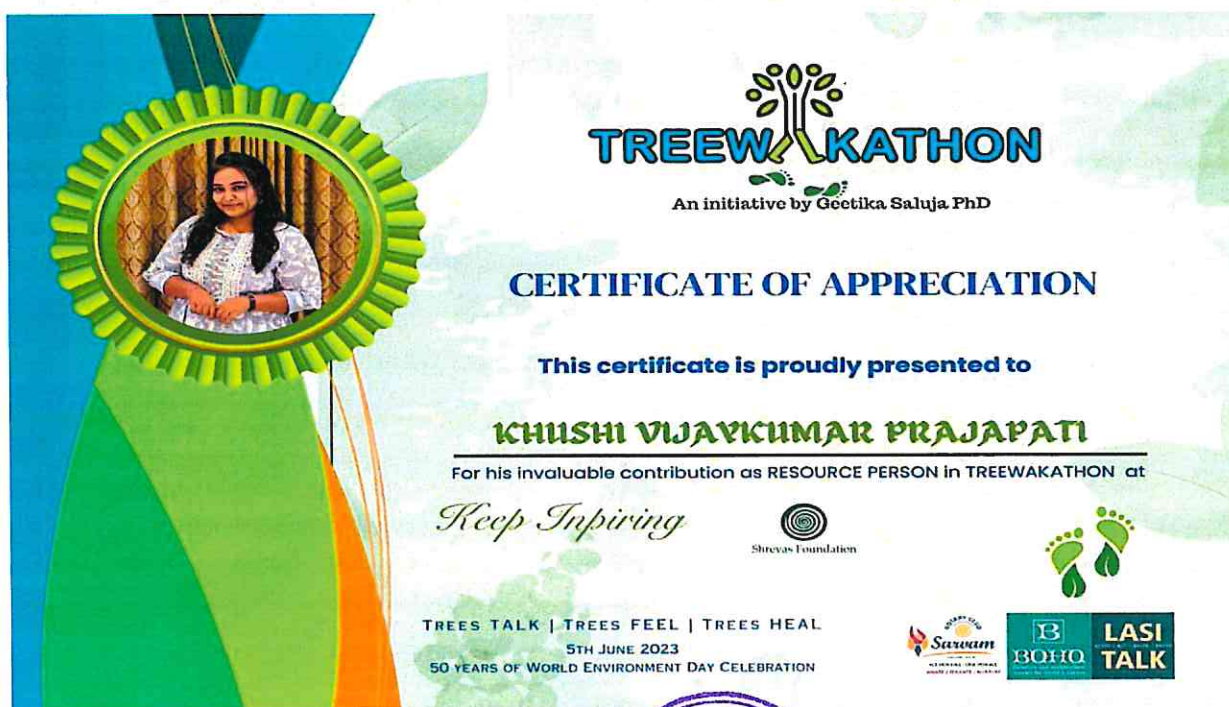 TREEWAKATHON
An initiative by Geetika Saluja PhD
CERTIFICATE OF APPRECIATION
This certificate is proudly presented to
KHUSHI VIJAYKUMAR PRAJAPATI
For his invaluable contribution as RESOURCE PERSON in TREEWAKATHON at
Keep Inpiring
Shreyas Foundation
TREES TALK | TREES FEEL | TREES HEAL
5TH JUNE 2023
50 YEARS OF WORLD ENVIRONMENT DAY CELEBRATION
Sarvam
B
BOHO
LASI
TALK